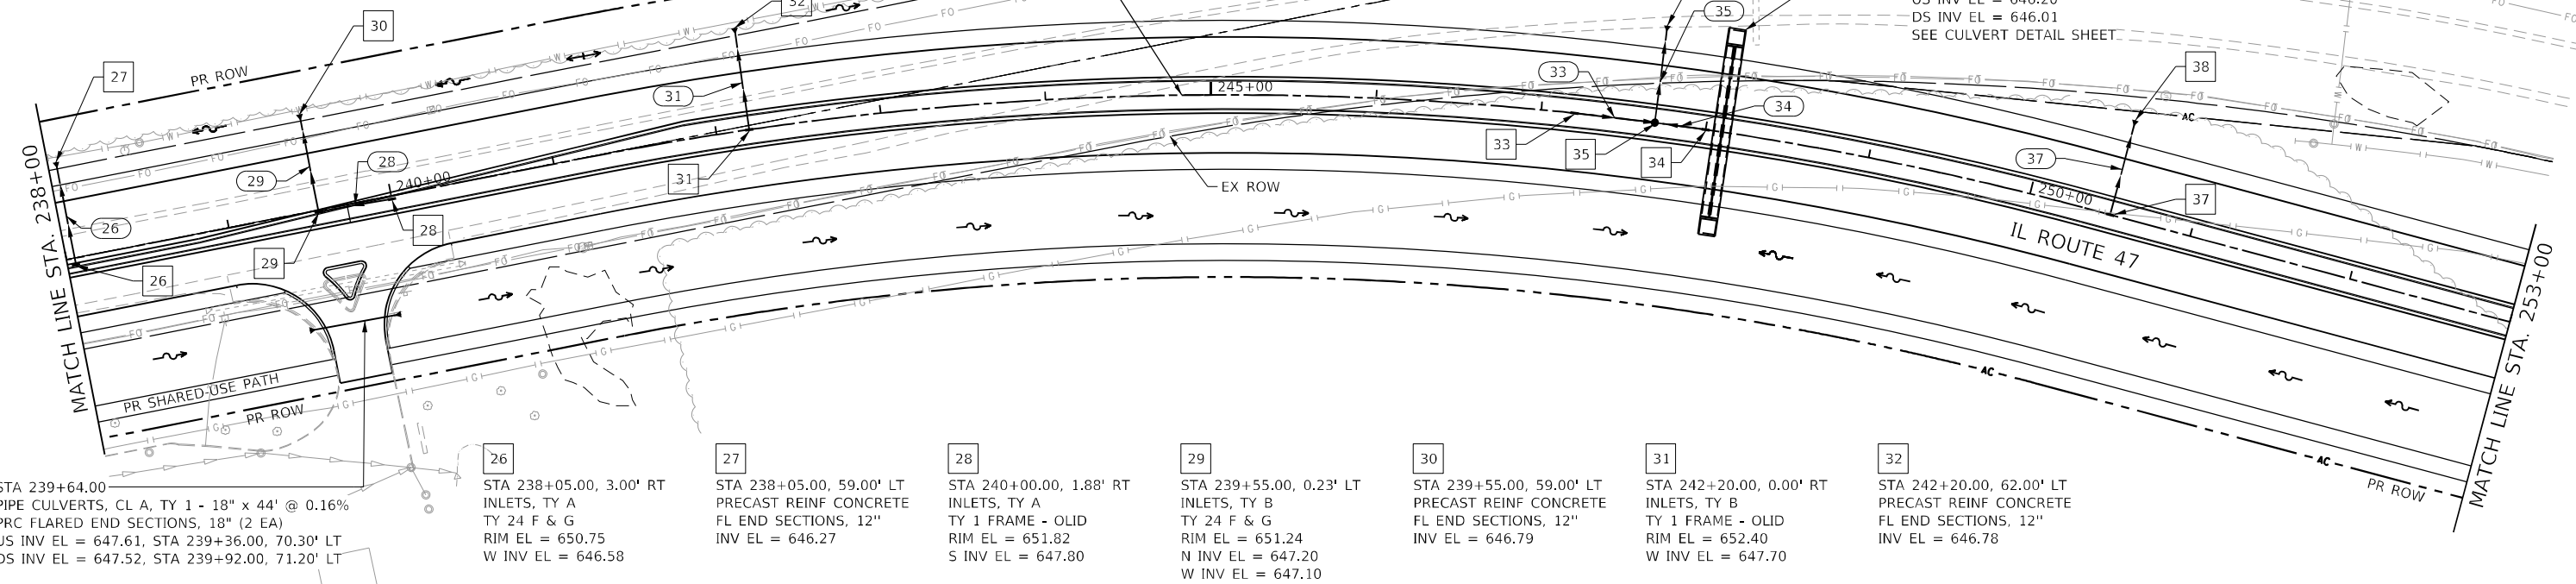 30
32
35
US INV EL = 646.20
DS INV EL = 646.01
SEE CULVERT DETAIL SHEET
27
PR ROW
W
FO
31
245+00
33
34
38
MATCH LINE STA. 238+00
28
29
240+00
26
31
28
29
26
EX ROW
33
35
34
AC
37
250+00
37
IL ROUTE 47
MATCH LINE STA. 253+00
G
PR SHARED-USE PATH
PR ROW
AC
AC
PR ROW
STA 239+64.00
PIPE CULVERTS, CL A, TY 1 - 18" x 44' @ 0.16%
PRC FLARED END SECTIONS, 18" (2 EA)
US INV EL = 647.61, STA 239+36.00, 70.30' LT
DS INV EL = 647.52, STA 239+92.00, 71.20' LT
26
STA 238+05.00, 3.00' RT
INLETS, TY A
TY 24 F & G
RIM EL = 650.75
W INV EL = 646.58
27
STA 238+05.00, 59.00' LT
PRECAST REINF CONCRETE
FL END SECTIONS, 12"
INV EL = 646.27
28
STA 240+00.00, 1.88' RT
INLETS, TY A
TY 1 FRAME - OLID
RIM EL = 651.82
S INV EL = 647.80
29
STA 239+55.00, 0.23' LT
INLETS, TY B
TY 24 F & G
RIM EL = 651.24
N INV EL = 647.20
W INV EL = 647.10
30
STA 239+55.00, 59.00' LT
PRECAST REINF CONCRETE
FL END SECTIONS, 12"
INV EL = 646.79
31
STA 242+20.00, 0.00' RT
INLETS, TY B
TY 1 FRAME - OLID
RIM EL = 652.40
W INV EL = 647.70
32
STA 242+20.00, 62.00' LT
PRECAST REINF CONCRETE
FL END SECTIONS, 12"
INV EL = 646.78